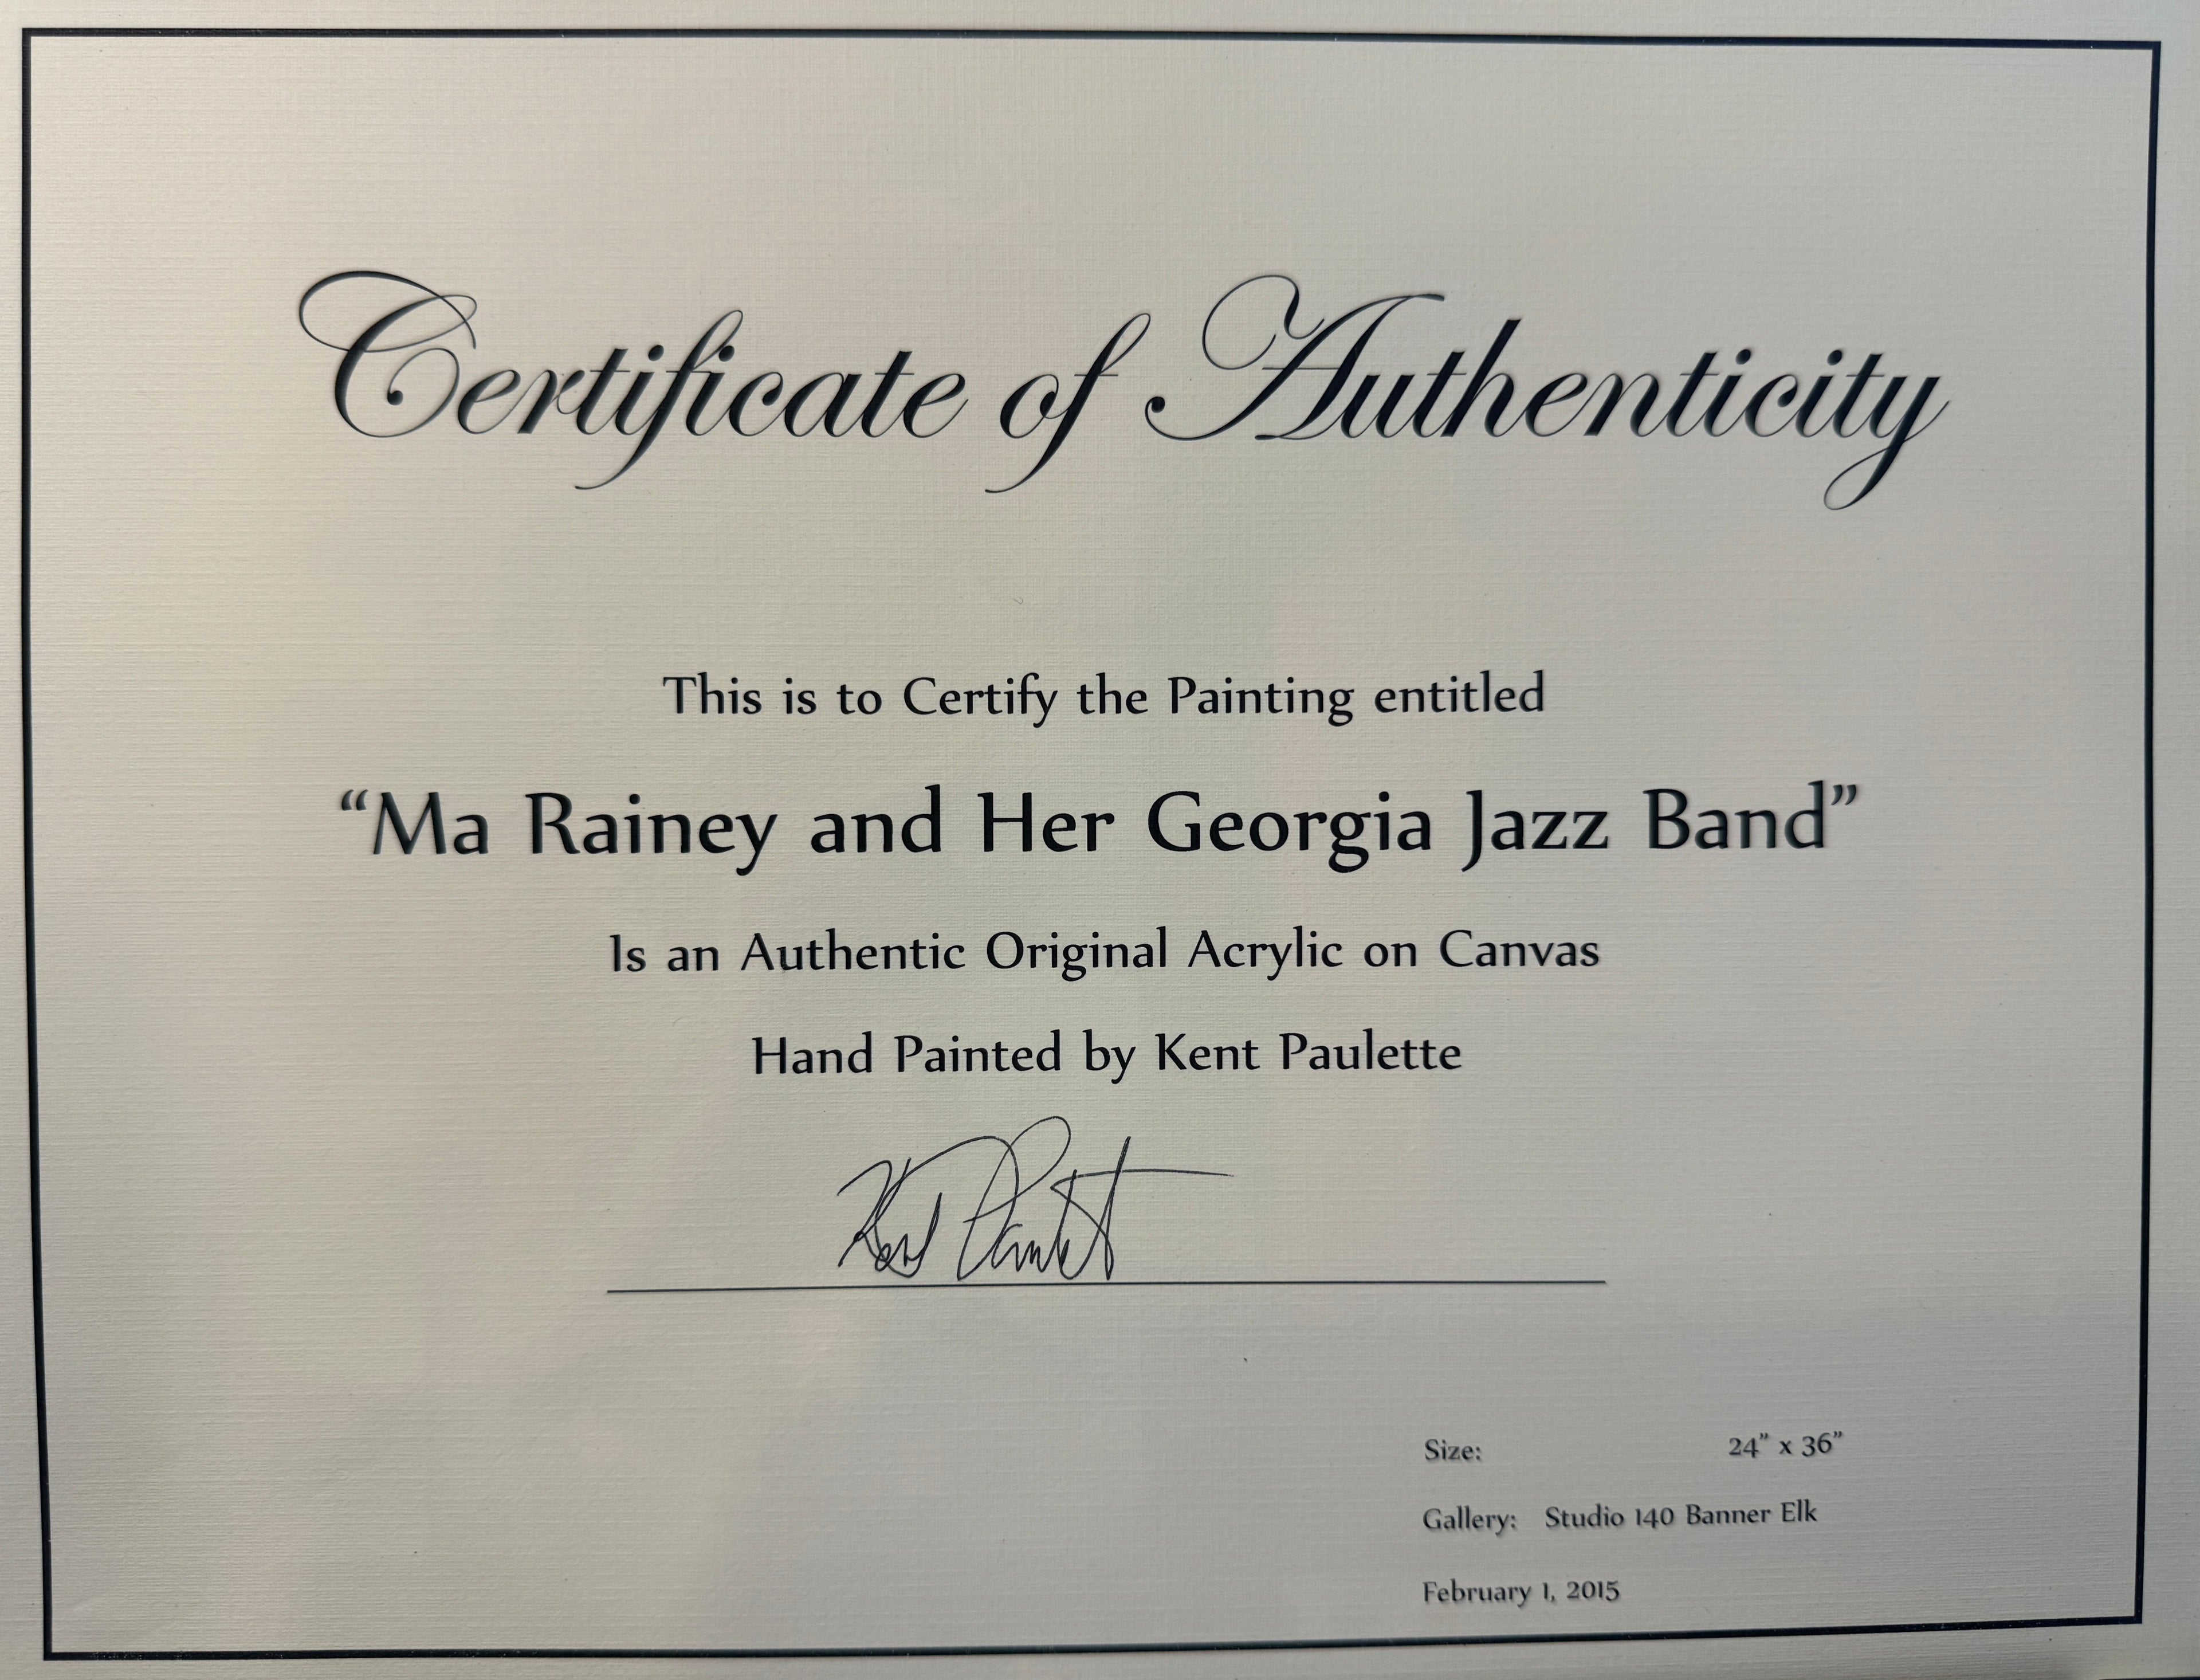 Certificate of Authenticity
This is to Certify the Painting entitled
“Ma Rainey and Her Georgia Jazz Band”
Is an Authentic Original Acrylic on Canvas
Hand Painted by Kent Paulette
Kent Paulette
Size: 24” x 36”
Gallery: Studio 140 Banner Elk
February 1, 2015